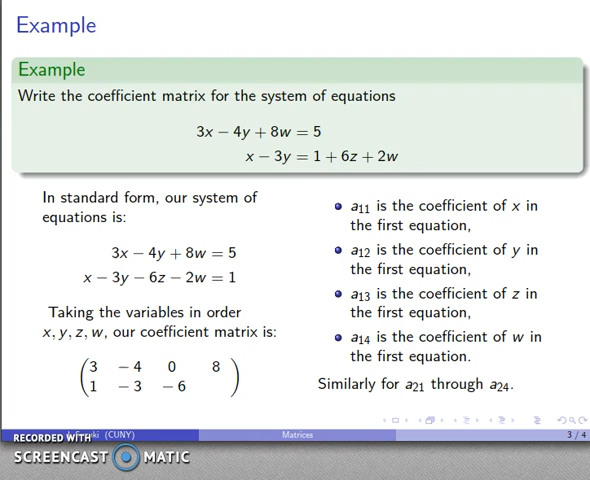 Example
Example
Write the coefficient matrix for the system of equations
3x − 4y + 8w = 5
x − 3y = 1 + 6z + 2w
In standard form, our system of
equations is:
3x − 4y + 8w = 5
x − 3y − 6z − 2w = 1
Taking the variables in order
x, y, z, w, our coefficient matrix is:
3 −4 0 8
1 −3 −6
a11 is the coefficient of x in
the first equation,
a12 is the coefficient of y in
the first equation,
a13 is the coefficient of z in
the first equation,
a14 is the coefficient of w in
the first equation.
Similarly for a21 through a24.
(CUNY) Matrices 3 / 4
RECORDED WITH
SCREENCAST MATIC